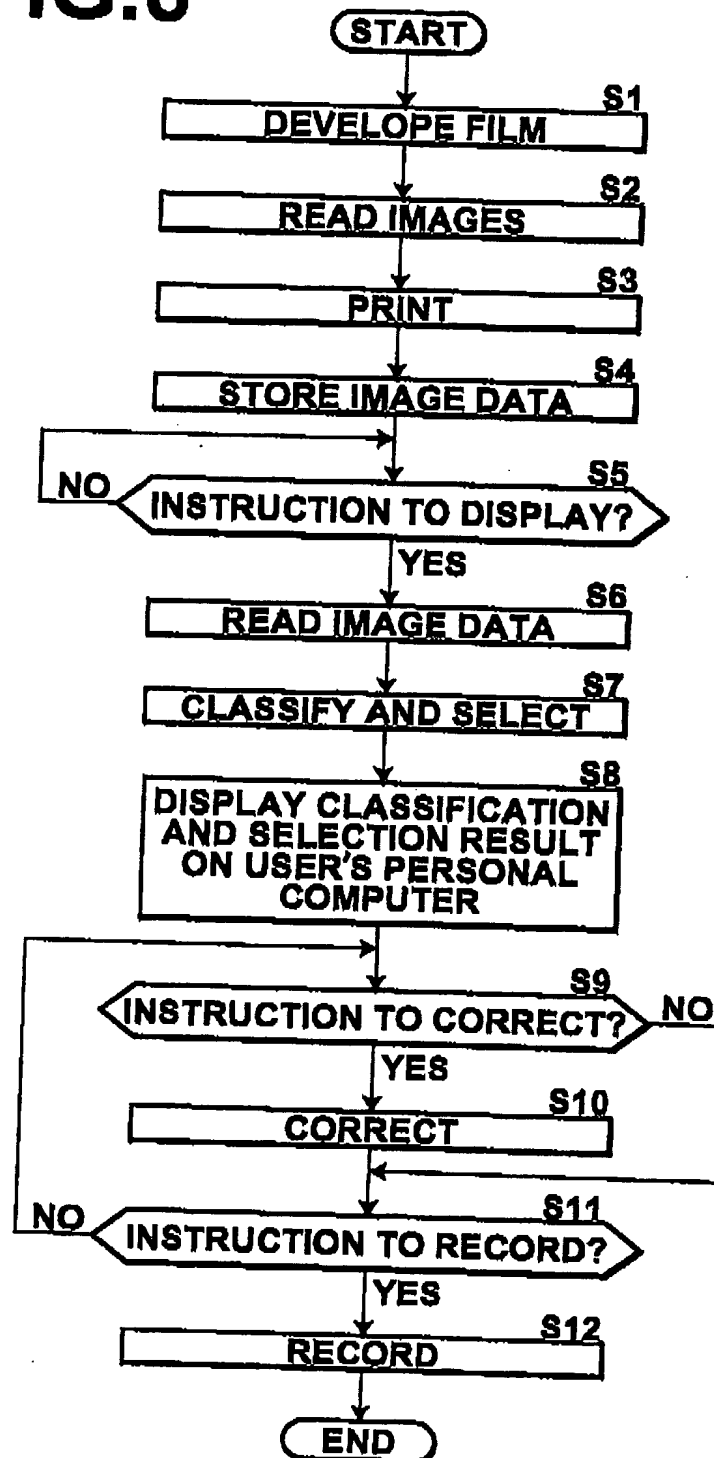 START
S1
DEVELOPE FILM
S2
READ IMAGES
S3
PRINT
S4
STORE IMAGE DATA
S5
NO
INSTRUCTION TO DISPLAY?
YES
S6
READ IMAGE DATA
S7
CLASSIFY AND SELECT
S8
DISPLAY CLASSIFICATION
AND SELECTION RESULT
ON USER'S PERSONAL
COMPUTER
S9
INSTRUCTION TO CORRECT?
NO
YES
S10
CORRECT
S11
NO
INSTRUCTION TO RECORD?
YES
S12
RECORD
END